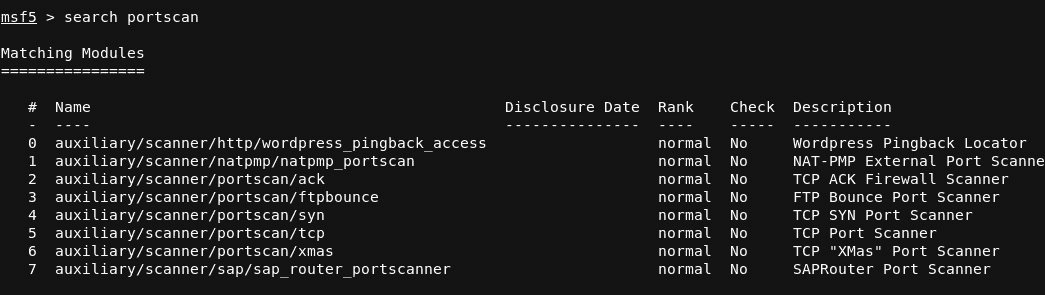 msf5 > search portscan
Matching Modules
================
   #  Name                                              Disclosure Date  Rank    Check  Description
   -  ----                                              ---------------  ----    -----  -----------
   0  auxiliary/scanner/http/wordpress_pingback_access                   normal  No     Wordpress Pingback Locator
   1  auxiliary/scanner/natpmp/natpmp_portscan                           normal  No     NAT-PMP External Port Scanne
   2  auxiliary/scanner/portscan/ack                                     normal  No     TCP ACK Firewall Scanner
   3  auxiliary/scanner/portscan/ftpbounce                               normal  No     FTP Bounce Port Scanner
   4  auxiliary/scanner/portscan/syn                                     normal  No     TCP SYN Port Scanner
   5  auxiliary/scanner/portscan/tcp                                     normal  No     TCP Port Scanner
   6  auxiliary/scanner/portscan/xmas                                    normal  No     TCP "XMas" Port Scanner
   7  auxiliary/scanner/sap/sap_router_portscanner                       normal  No     SAPRouter Port Scanner